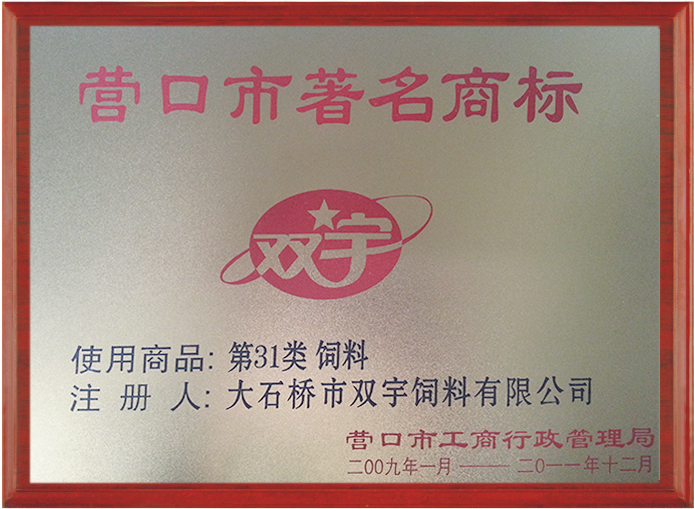 营口市著名商标
双宇
使用商品：第31类 饲料
注 册 人：大石桥市双宇饲料有限公司
营口市工商行政管理局
二00九年一月 —— 二0一一年十二月